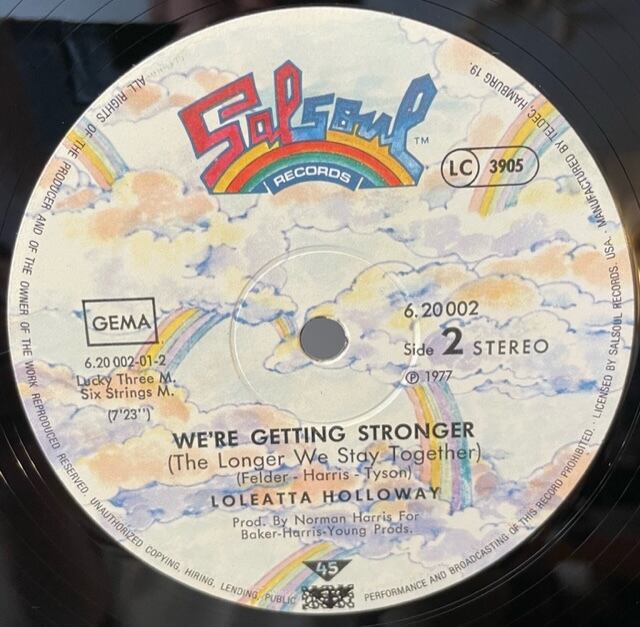 Salsoul
TM
RECORDS
LC 3905
GEMA
6.20 002-01-2
Lucky Three M.
Six Strings M.
(7'23'')
6.20 002
Side 2 STEREO
Ⓟ 1977
WE'RE GETTING STRONGER
(The Longer We Stay Together)
(Felder - Harris - Tyson)
LOLEATTA HOLLOWAY
Prod. By Norman Harris For
Baker-Harris-Young Prods.
45
ALL RIGHTS OF THE PRODUCER AND OF THE OWNER OF THE WORK REPRODUCED RESERVED. UNAUTHORIZED COPYING, HIRING, LENDING, PUBLIC PERFORMANCE AND BROADCASTING OF THIS RECORD PROHIBITED. · LICENSED BY SALSOUL RECORDS, USA. · MANUFACTURED BY TELDEC, HAMBURG 19.